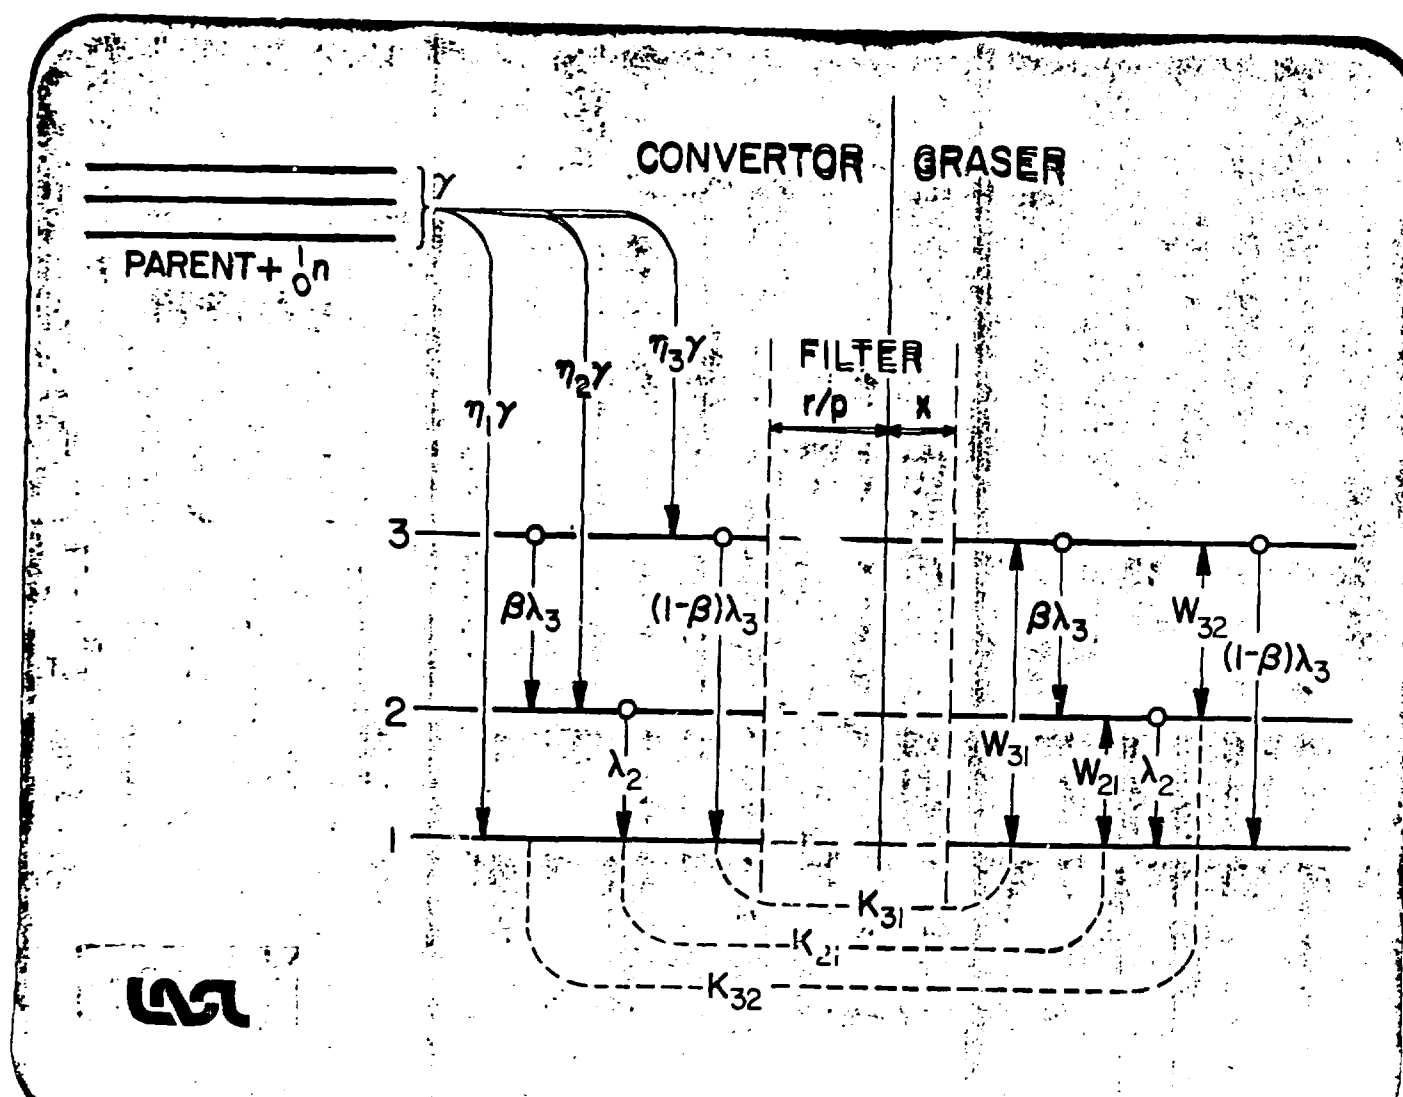 CONVERTOR GRASER
γ
PARENT + ¹₀n
η₁γ
η₂γ
η₃γ
FILTER
r/p x
3
βλ₃
(1-β)λ₃
βλ₃
W₃₂
(1-β)λ₃
2
λ₂
W₃₁
W₂₁
λ₂
1
K₃₁
K₂₁
K₃₂
LASL